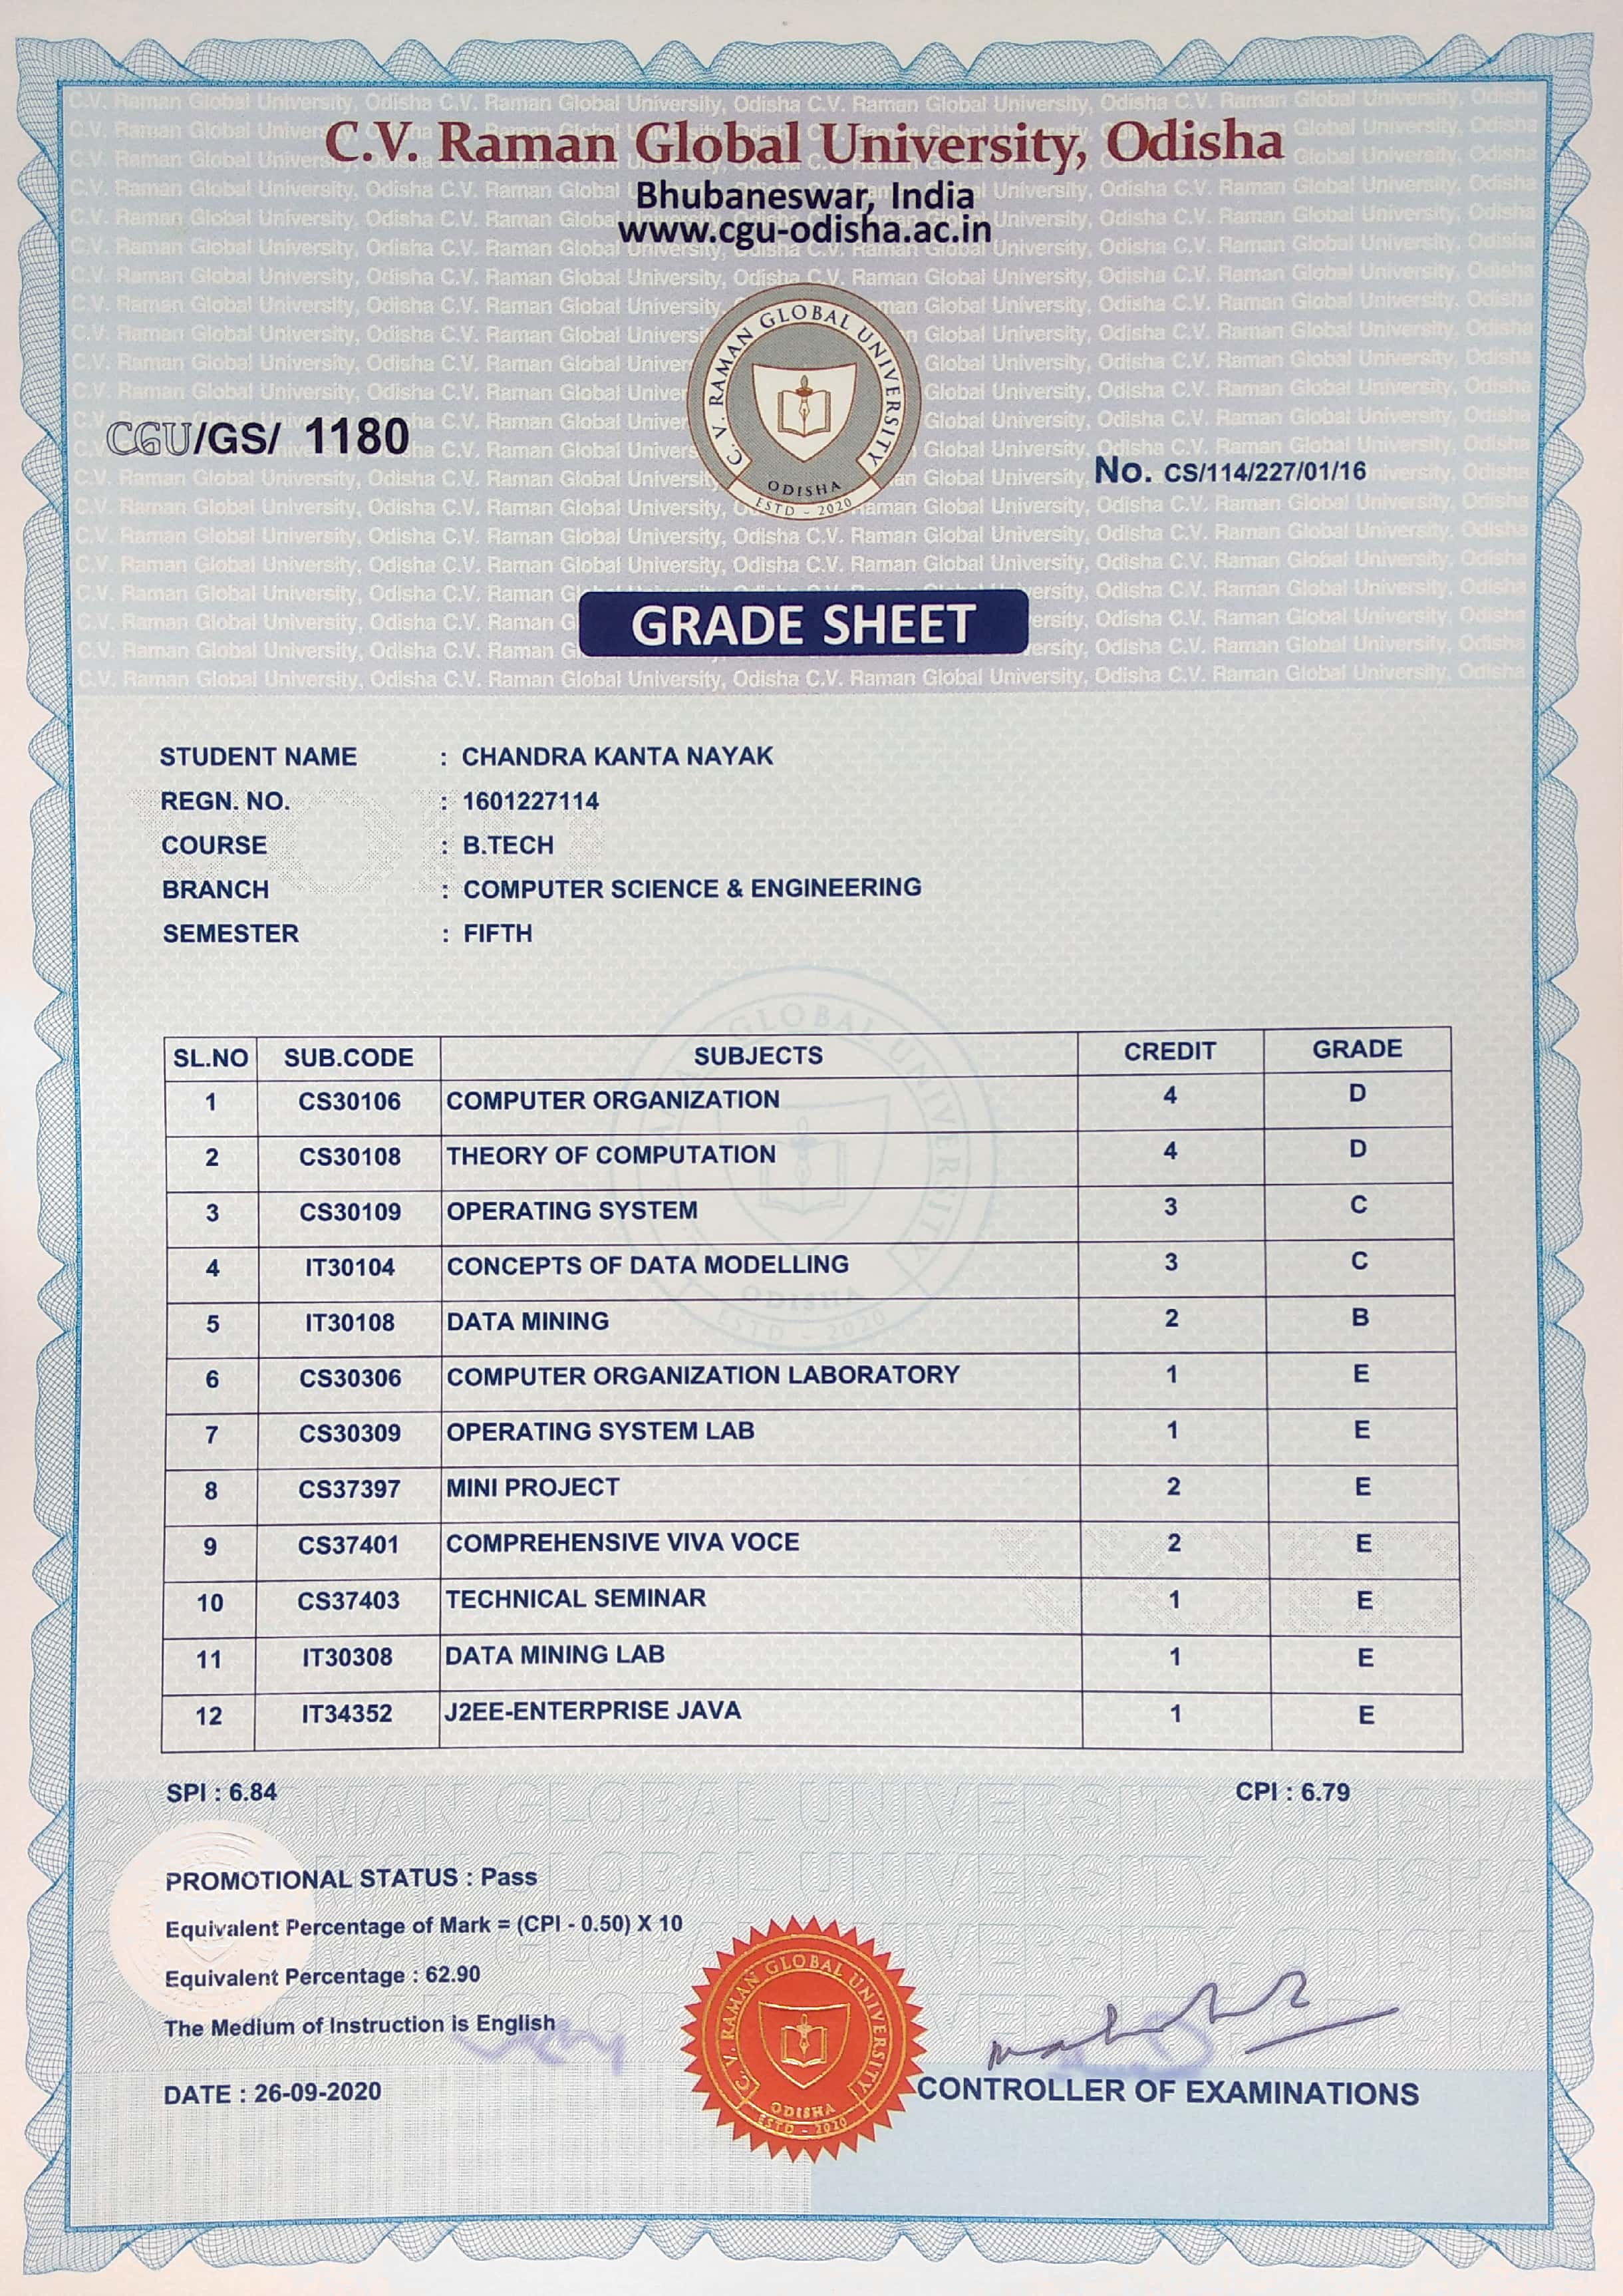 C.V. Raman Global University, Odisha
Bhubaneswar, India
www.cgu-odisha.ac.in
C. V. RAMAN GLOBAL UNIVERSITY
ODISHA
ESTD - 2020
CGU/GS/ 1180
No. CS/114/227/01/16
GRADE SHEET
STUDENT NAME : CHANDRA KANTA NAYAK
REGN. NO. : 1601227114
COURSE : B.TECH
BRANCH : COMPUTER SCIENCE & ENGINEERING
SEMESTER : FIFTH
SL.NO SUB.CODE SUBJECTS CREDIT GRADE
1 CS30106 COMPUTER ORGANIZATION 4 D
2 CS30108 THEORY OF COMPUTATION 4 D
3 CS30109 OPERATING SYSTEM 3 C
4 IT30104 CONCEPTS OF DATA MODELLING 3 C
5 IT30108 DATA MINING 2 B
6 CS30306 COMPUTER ORGANIZATION LABORATORY 1 E
7 CS30309 OPERATING SYSTEM LAB 1 E
8 CS37397 MINI PROJECT 2 E
9 CS37401 COMPREHENSIVE VIVA VOCE 2 E
10 CS37403 TECHNICAL SEMINAR 1 E
11 IT30308 DATA MINING LAB 1 E
12 IT34352 J2EE-ENTERPRISE JAVA 1 E
SPI : 6.84 CPI : 6.79
PROMOTIONAL STATUS : Pass
Equivalent Percentage of Mark = (CPI - 0.50) X 10
Equivalent Percentage : 62.90
The Medium of Instruction is English
C. V. RAMAN GLOBAL UNIVERSITY
ODISHA
ESTD - 2020
DATE : 26-09-2020
CONTROLLER OF EXAMINATIONS